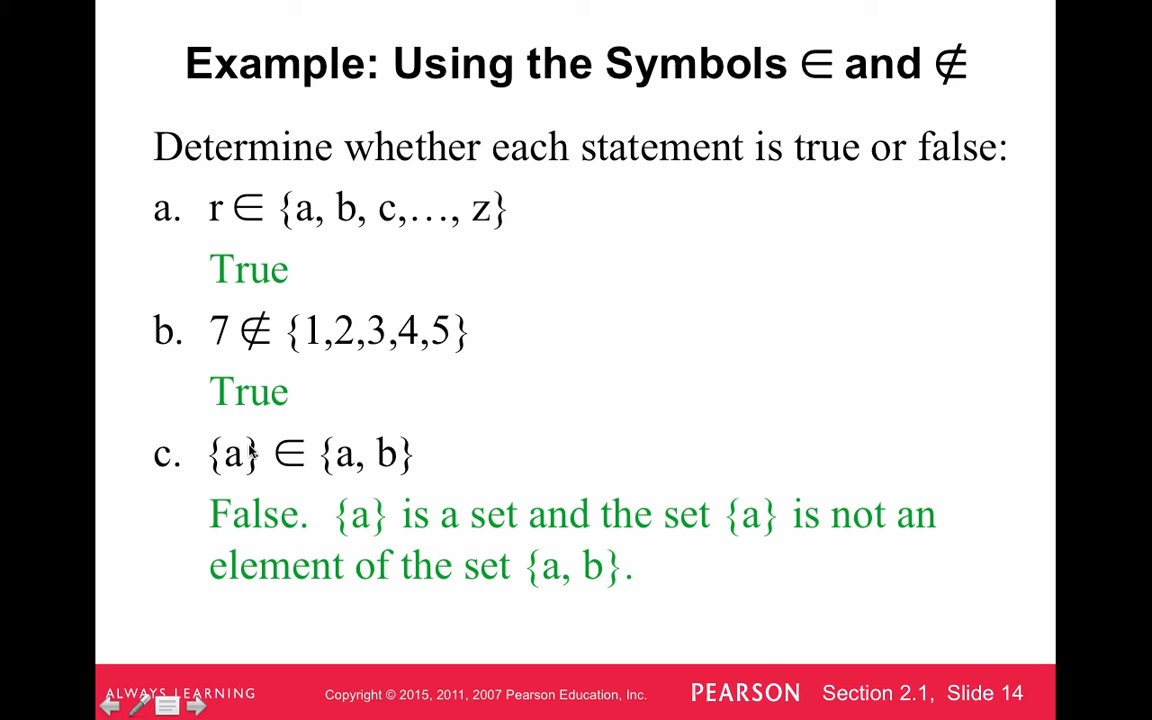 Example: Using the Symbols ∈ and ∉
Determine whether each statement is true or false:
a. r ∈ {a, b, c,…, z}
True
b. 7 ∉ {1,2,3,4,5}
True
c. {a} ∈ {a, b}
False. {a} is a set and the set {a} is not an
element of the set {a, b}.
ALWAYS LEARNING Copyright © 2015, 2011, 2007 Pearson Education, Inc. PEARSON Section 2.1, Slide 14